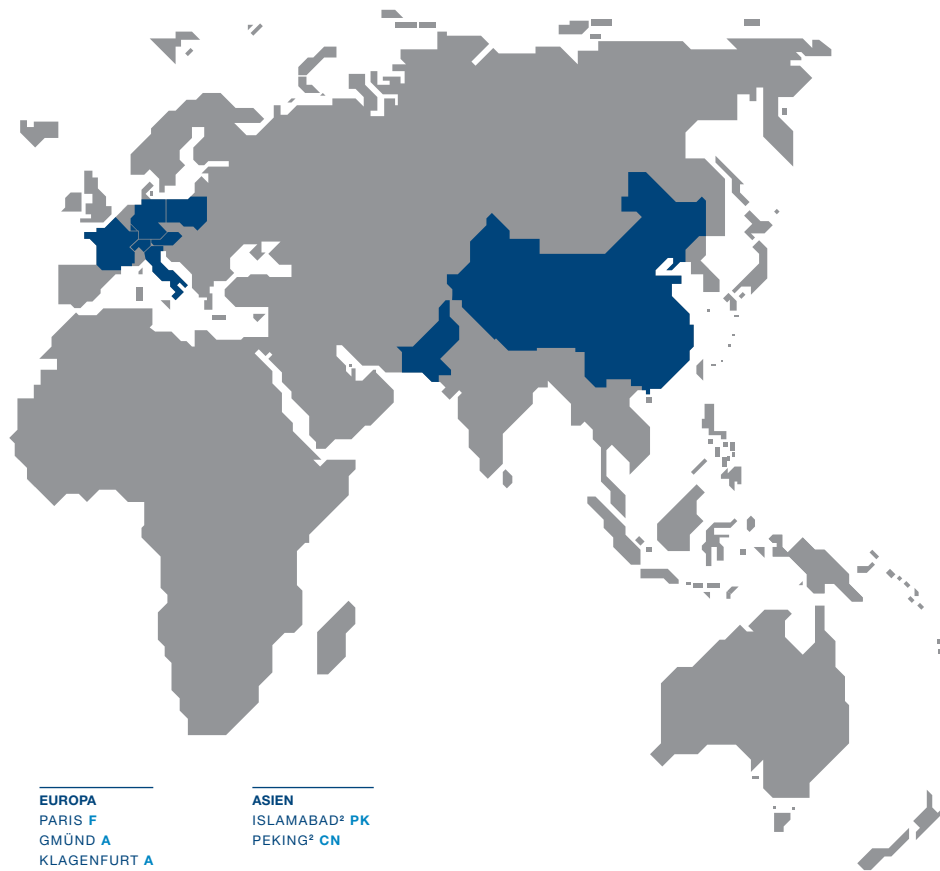 EUROPA
PARIS F
GMÜND A
KLAGENFURT A
ASIEN
ISLAMABAD² PK
PEKING² CN